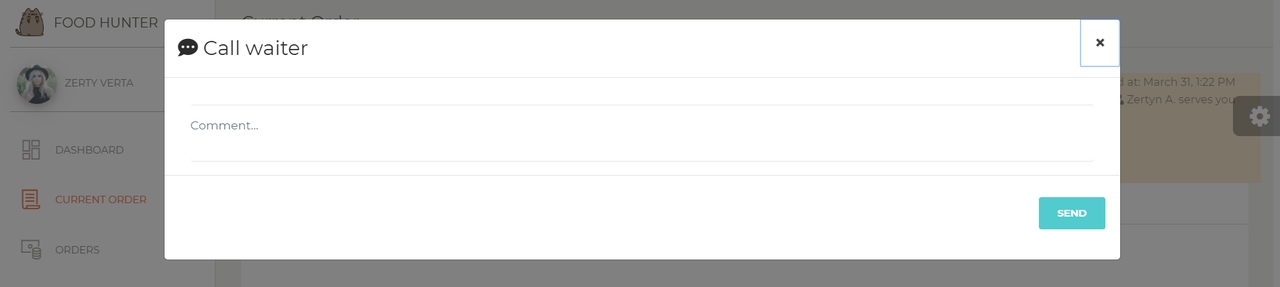 FOOD HUNTER
Current Order
Call waiter
ZERTY VERTA
at: March 31, 1:22 PM
Zertyn A. serves you
Comment...
DASHBOARD
CURRENT ORDER
SEND
ORDERS